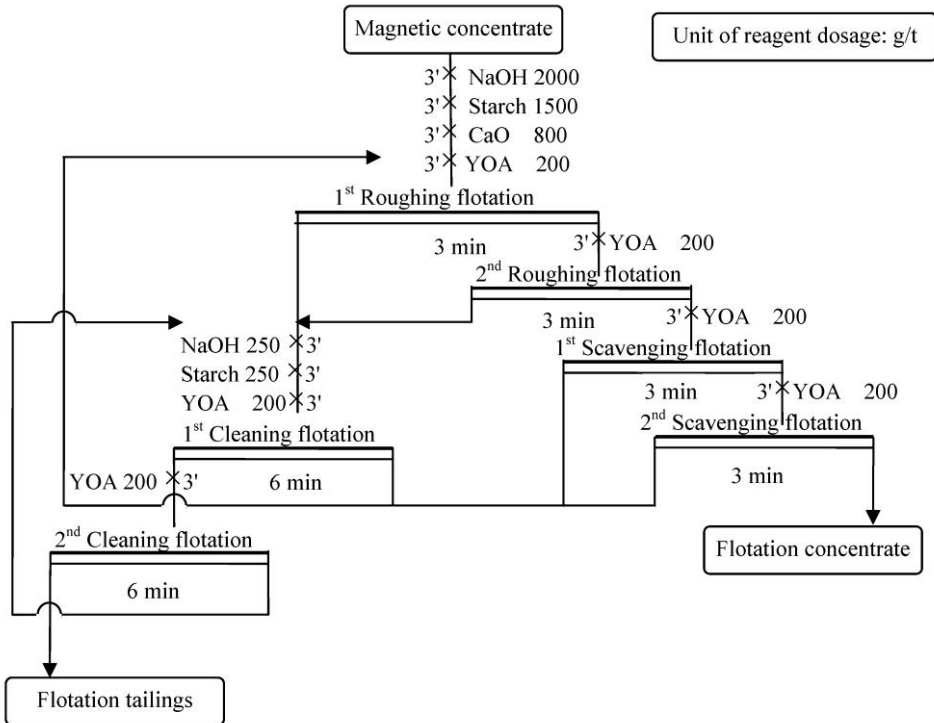 Magnetic concentrate
Unit of reagent dosage: g/t
3' NaOH 2000
3' Starch 1500
3' CaO 800
3' YOA 200
1st Roughing flotation
3 min
3' YOA 200
2nd Roughing flotation
3 min
3' YOA 200
NaOH 250 3'
Starch 250 3'
YOA 200 3'
1st Scavenging flotation
3 min
3' YOA 200
1st Cleaning flotation
6 min
2nd Scavenging flotation
3 min
YOA 200 3'
2nd Cleaning flotation
6 min
Flotation concentrate
Flotation tailings